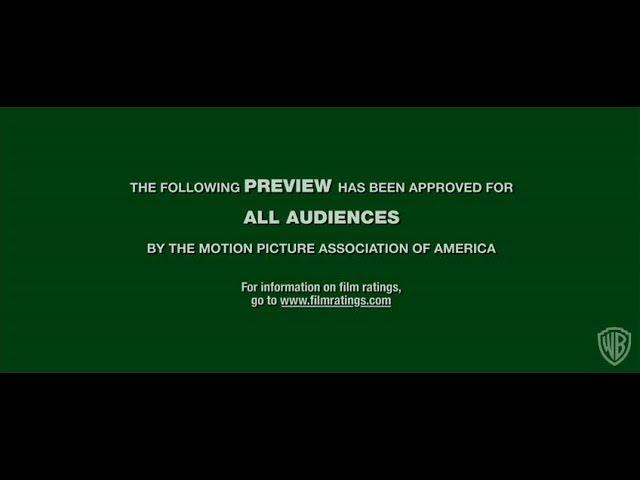 THE FOLLOWING PREVIEW HAS BEEN APPROVED FOR
ALL AUDIENCES
BY THE MOTION PICTURE ASSOCIATION OF AMERICA
For information on film ratings,
go to www.filmratings.com
WB